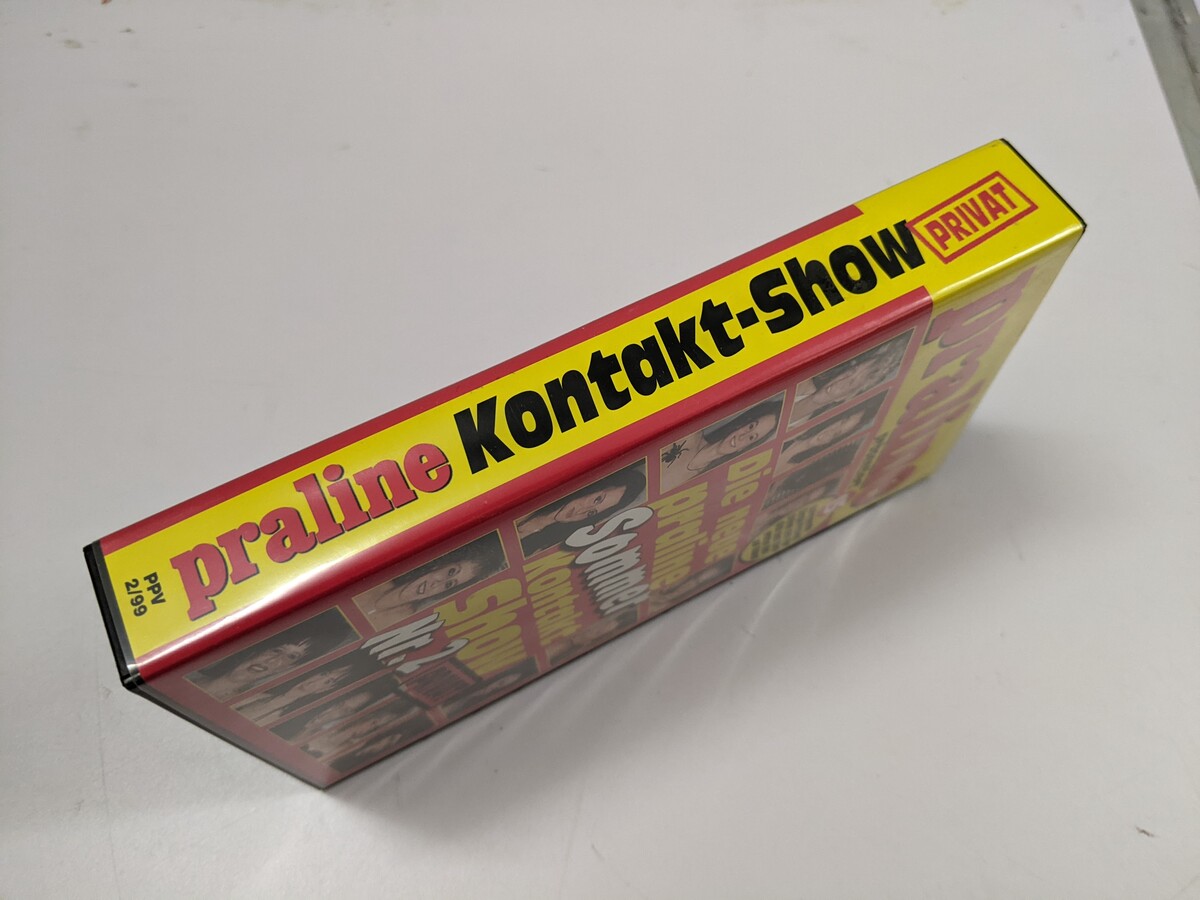 praline Kontakt-Show PRIVAT
PPV
2/99
praline
Die neue
praline
Sommer
Kontakt
Show
Nr. 2